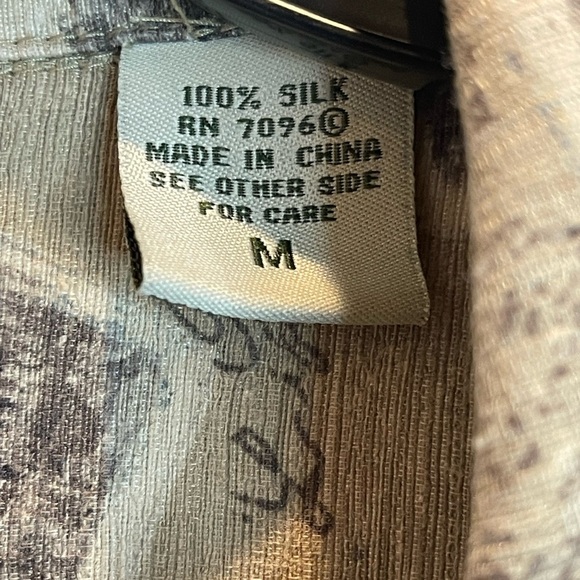 100% SILK
RN 7096©
MADE IN CHINA
SEE OTHER SIDE
FOR CARE
M